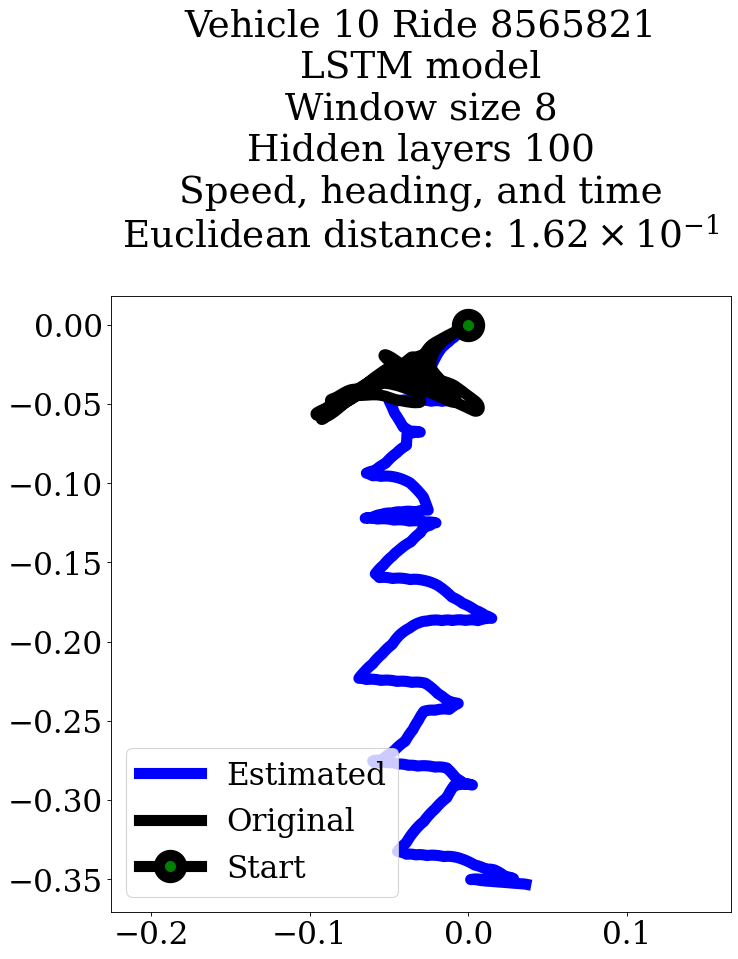 Vehicle 10 Ride 8565821
LSTM model
Window size 8
Hidden layers 100
Speed, heading, and time
Euclidean distance: 1.62 × 10⁻¹
0.00
−0.05
−0.10
−0.15
−0.20
−0.25
−0.30
−0.35
Estimated
Original
Start
−0.2 −0.1 0.0 0.1